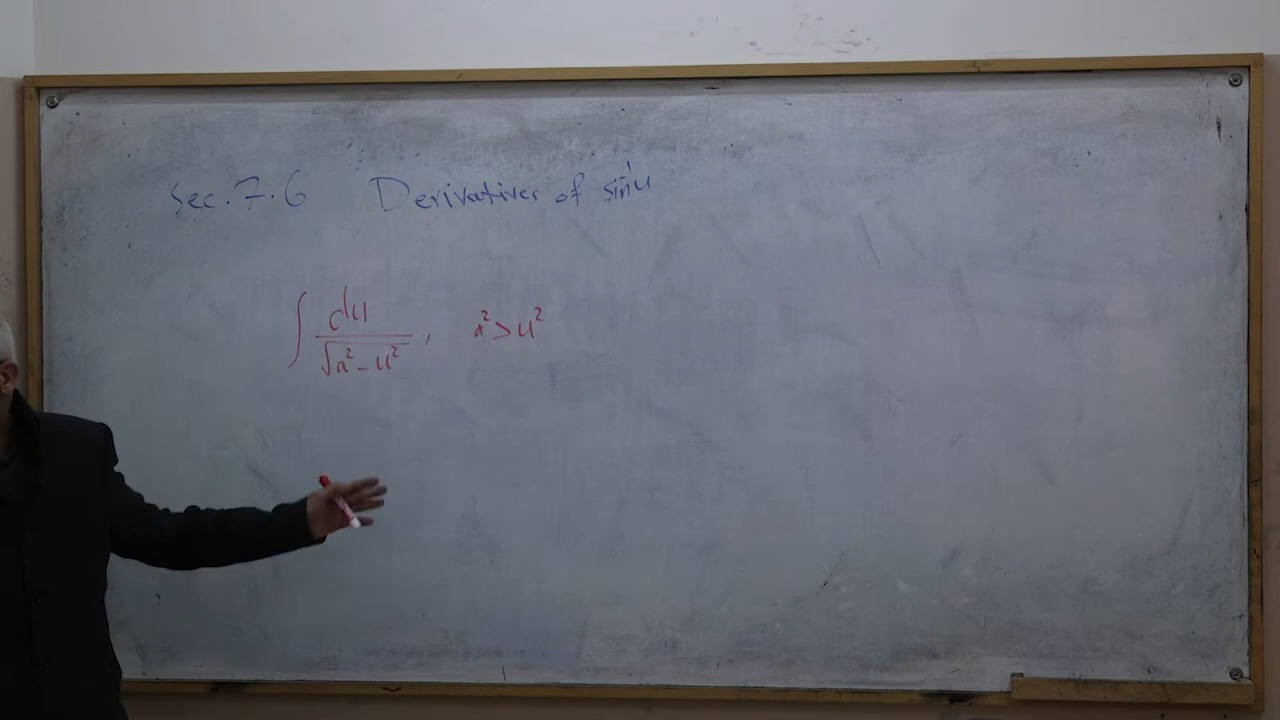 Sec. 7.6 Derivatives of sin⁻¹u
∫ du / √(a² - u²) , a² > u²